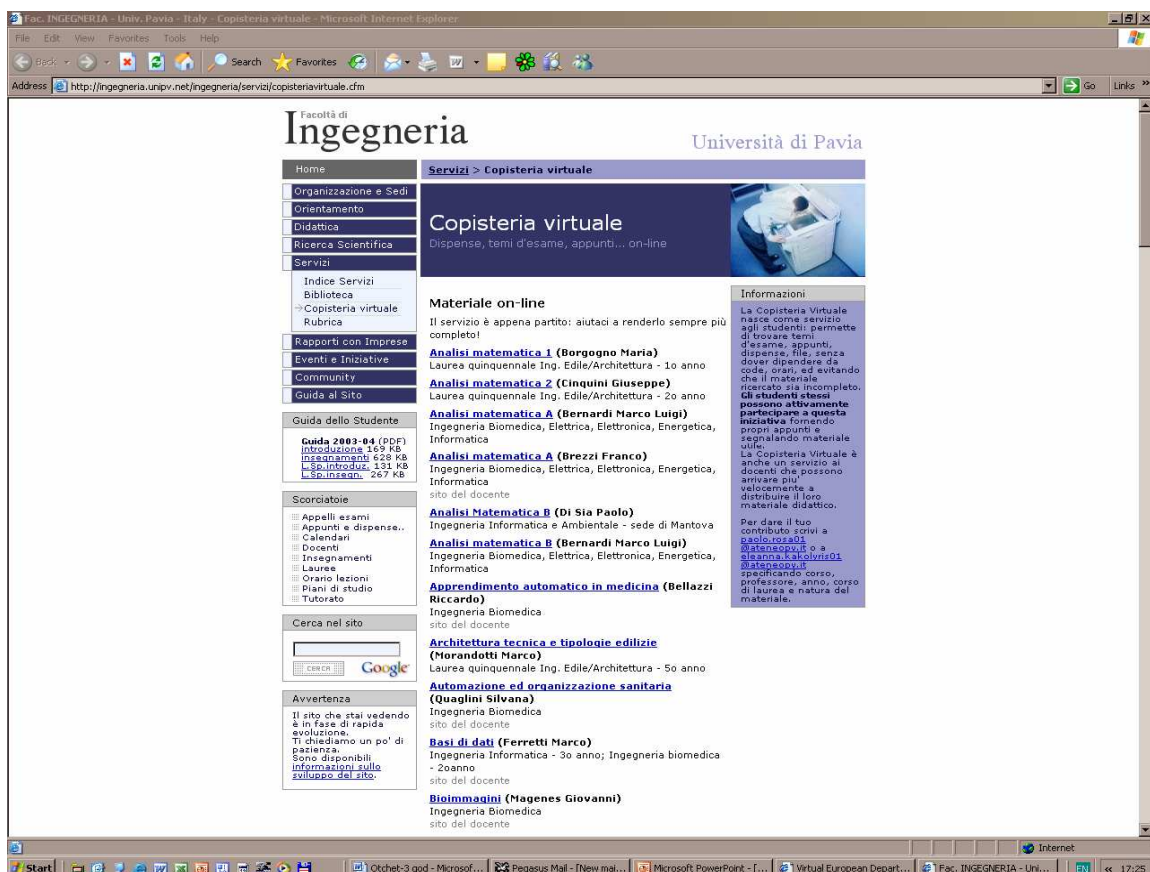 Fac. INGEGNERIA - Univ. Pavia - Italy - Copisteria virtuale - Microsoft Internet Explorer
File Edit View Favorites Tools Help
Back Search Favorites
Address http://ingegneria.unipv.net/ingegneria/servizi/copisteriavirtuale.cfm Go Links »
Facoltà di
Ingegneria
Università di Pavia
Home
Organizzazione e Sedi
Orientamento
Didattica
Ricerca Scientifica
Servizi
Indice Servizi
Biblioteca
Copisteria virtuale
Rubrica
Rapporti con Imprese
Eventi e Iniziative
Community
Guida al Sito
Guida dello Studente
Guida 2003-04 (PDF)
introduzione 169 KB
insegnamenti 628 KB
L.Sp.introduz. 131 KB
L.Sp.insegn. 267 KB
Scorciatoie
Appelli esami
Appunti e dispense..
Calendari
Docenti
Insegnamenti
Lauree
Orario lezioni
Piani di studio
Tutorato
Cerca nel sito
CERCA Google
Avvertenza
Il sito che stai vedendo
è in fase di rapida
evoluzione.
Ti chiediamo un po' di
pazienza.
Sono disponibili
informazioni sullo
sviluppo del sito.
Servizi > Copisteria virtuale
Copisteria virtuale
Dispense, temi d'esame, appunti... on-line
Materiale on-line
Il servizio è appena partito: aiutaci a renderlo sempre più
completo!
Analisi matematica 1 (Borgogno Maria)
Laurea quinquennale Ing. Edile/Architettura - 1o anno
Analisi matematica 2 (Cinquini Giuseppe)
Laurea quinquennale Ing. Edile/Architettura - 2o anno
Analisi matematica A (Bernardi Marco Luigi)
Ingegneria Biomedica, Elettrica, Elettronica, Energetica,
Informatica
Analisi matematica A (Brezzi Franco)
Ingegneria Biomedica, Elettrica, Elettronica, Energetica,
Informatica
sito del docente
Analisi Matematica B (Di Sia Paolo)
Ingegneria Informatica e Ambientale - sede di Mantova
Analisi matematica B (Bernardi Marco Luigi)
Ingegneria Biomedica, Elettrica, Elettronica, Energetica,
Informatica
Apprendimento automatico in medicina (Bellazzi
Riccardo)
Ingegneria Biomedica
sito del docente
Architettura tecnica e tipologie edilizie
(Morandotti Marco)
Laurea quinquennale Ing. Edile/Architettura - 5o anno
Automazione ed organizzazione sanitaria
(Quaglini Silvana)
Ingegneria Biomedica
sito del docente
Basi di dati (Ferretti Marco)
Ingegneria Informatica - 3o anno; Ingegneria biomedica
- 2oanno
sito del docente
Bioimmagini (Magenes Giovanni)
Ingegneria Biomedica
sito del docente
Informazioni
La Copisteria Virtuale
nasce come servizio
agli studenti: permette
di trovare temi
d'esame, appunti,
dispense, file, senza
dover dipendere da
code, orari, ed evitando
che il materiale
ricercato sia incompleto.
Gli studenti stessi
possono attivamente
partecipare a questa
iniziativa fornendo
propri appunti e
segnalando materiale
utile.
La Copisteria Virtuale è
anche un servizio ai
docenti che possono
arrivare piu'
velocemente a
distribuire il loro
materiale didattico.
Per dare il tuo
contributo scrivi a
paolo.rosa01
@ateneopv.it o a
eleanna.kakolyris01
@ateneopv.it
specificando corso,
professore, anno, corso
di laurea e natura del
materiale.
Internet
Start Otchet-3 god - Microsof... Pegasus Mail - [New mai... Microsoft PowerPoint - [... Virtual European Depart... Fac. INGEGNERIA - Uni... EN « 17:25